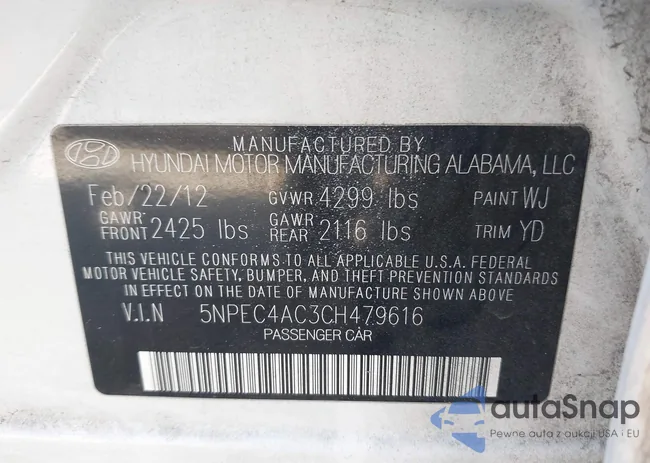 MANUFACTURED BY
HYUNDAI MOTOR MANUFACTURING ALABAMA, LLC
Feb/22/12 GVWR 4299 lbs PAINT WJ
GAWR FRONT 2425 lbs GAWR REAR 2116 lbs TRIM YD
THIS VEHICLE CONFORMS TO ALL APPLICABLE U.S.A. FEDERAL
MOTOR VEHICLE SAFETY, BUMPER, AND THEFT PREVENTION STANDARDS
IN EFFECT ON THE DATE OF MANUFACTURE SHOWN ABOVE
V.I.N 5NPEC4AC3CH479616
PASSENGER CAR
autaSnap
Pewne auta z aukcji USA i EU